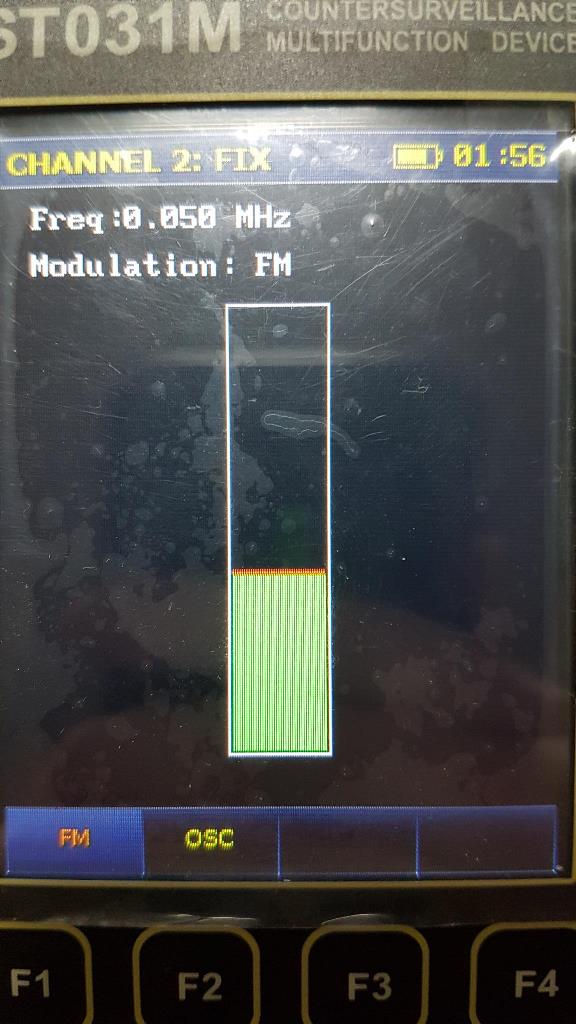 ST031M
COUNTERSURVEILLANCE
MULTIFUNCTION DEVICE
CHANNEL 2: FIX 01:56
Freq:0.050 MHz
Modulation: FM
FM OSC
F1 F2 F3 F4